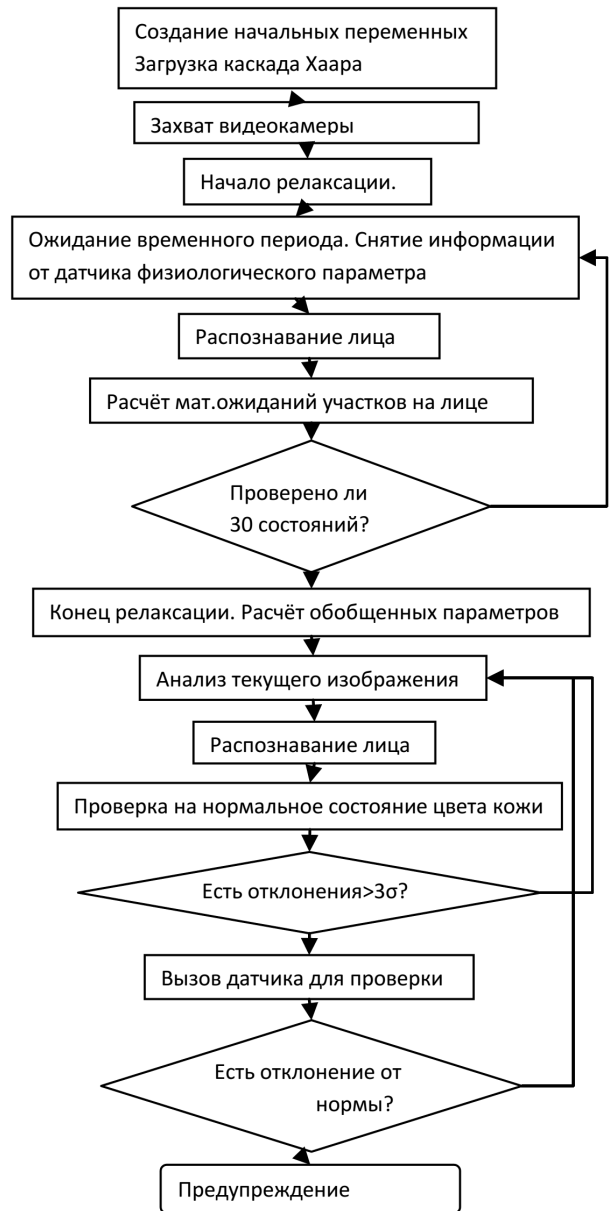 Создание начальных переменных
Загрузка каскада Хаара
Захват видеокамеры
Начало релаксации.
Ожидание временного периода. Снятие информации
от датчика физиологического параметра
Распознавание лица
Расчёт мат.ожиданий участков на лице
Проверено ли
30 состояний?
Конец релаксации. Расчёт обобщенных параметров
Анализ текущего изображения
Распознавание лица
Проверка на нормальное состояние цвета кожи
Есть отклонения>3σ?
Вызов датчика для проверки
Есть отклонение от
нормы?
Предупреждение